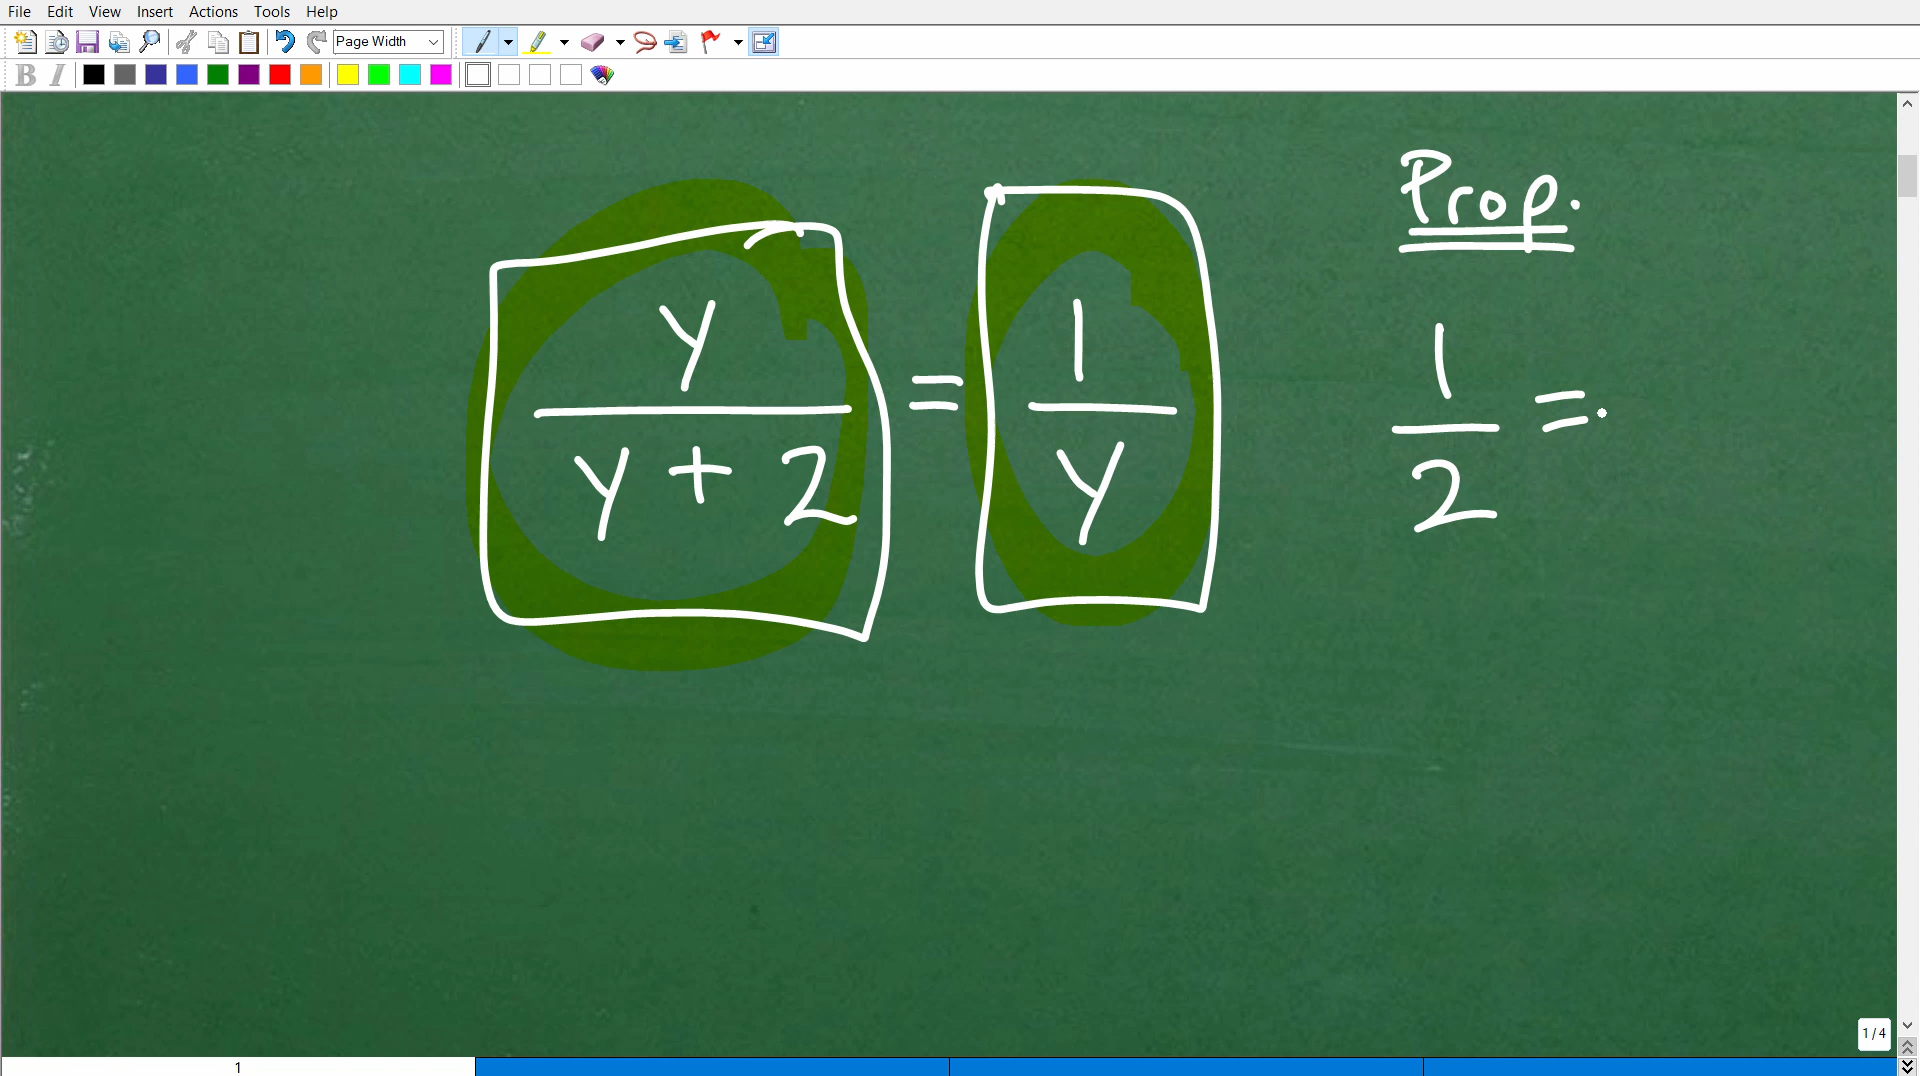 File Edit View Insert Actions Tools Help
Page Width
B I
Prop.
y / y + 2 = 1 / y
1 / 2 =
1 / 4
1